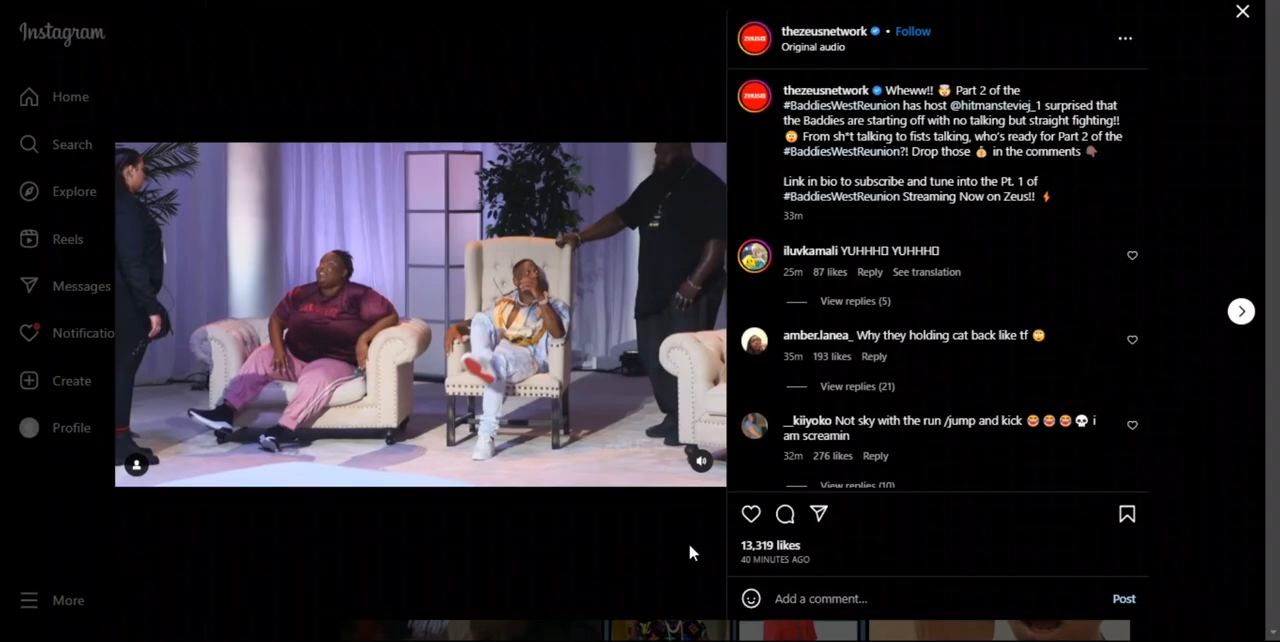 Instagram
Home
Search
Explore
Reels
Messages
Notificatio
Create
Profile
More
ZEUS
thezeusnetwork • Follow
Original audio
ZEUS
thezeusnetwork Wheww!! 🤯 Part 2 of the
#BaddiesWestReunion has host @hitmansteviej_1 surprised that
the Baddies are starting off with no talking but straight fighting!!
😳 From sh*t talking to fists talking, who's ready for Part 2 of the
#BaddiesWestReunion?! Drop those 💰 in the comments 👇🏾
Link in bio to subscribe and tune into the Pt. 1 of
#BaddiesWestReunion Streaming Now on Zeus!! ⚡
33m
iluvkamali YUHHH▯ YUHHH▯
25m 87 likes Reply See translation
View replies (5)
amber.lanea_ Why they holding cat back like tf 🙄
35m 193 likes Reply
View replies (21)
__kiiyoko Not sky with the run /jump and kick 😂😂😂💀 i
am screamin
32m 276 likes Reply
View replies (10)
13,319 likes
40 MINUTES AGO
Add a comment...
Post